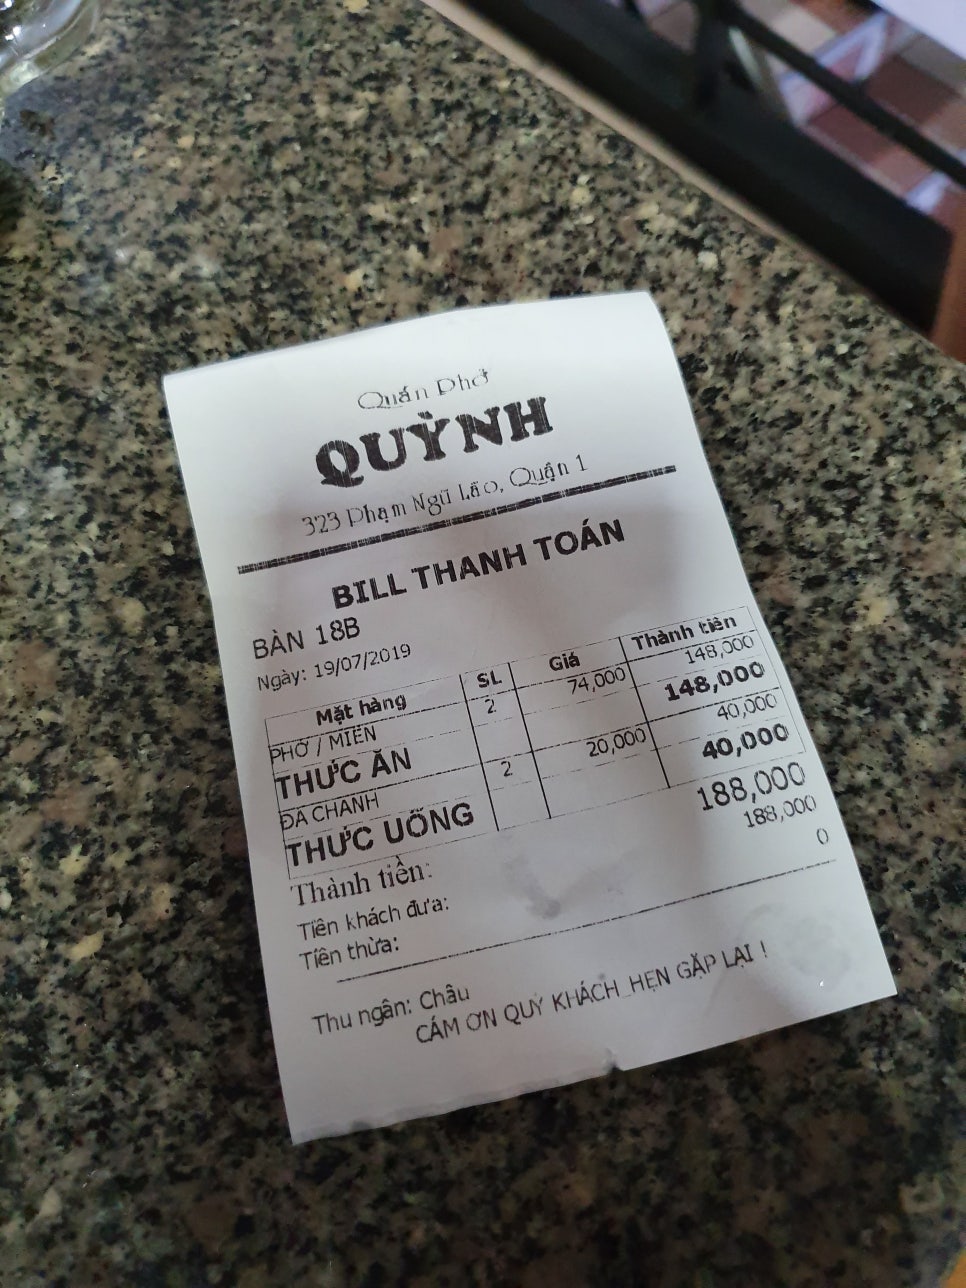 Quán Phở
QUỲNH
323 Phạm Ngũ Lão, Quận 1
BILL THANH TOÁN
BÀN 18B
Ngày: 19/07/2019
Mặt hàng SL Giá Thành tiền
PHỞ / MIẾN 2 74,000 148,000
THỨC ĂN 148,000
ĐÁ CHANH 2 20,000 40,000
THỨC UỐNG 40,000
Thành tiền: 188,000
Tiền khách đưa: 188,000
Tiền thừa: 0
Thu ngân: Châu
CÁM ƠN QUÝ KHÁCH_HẸN GẶP LẠI !